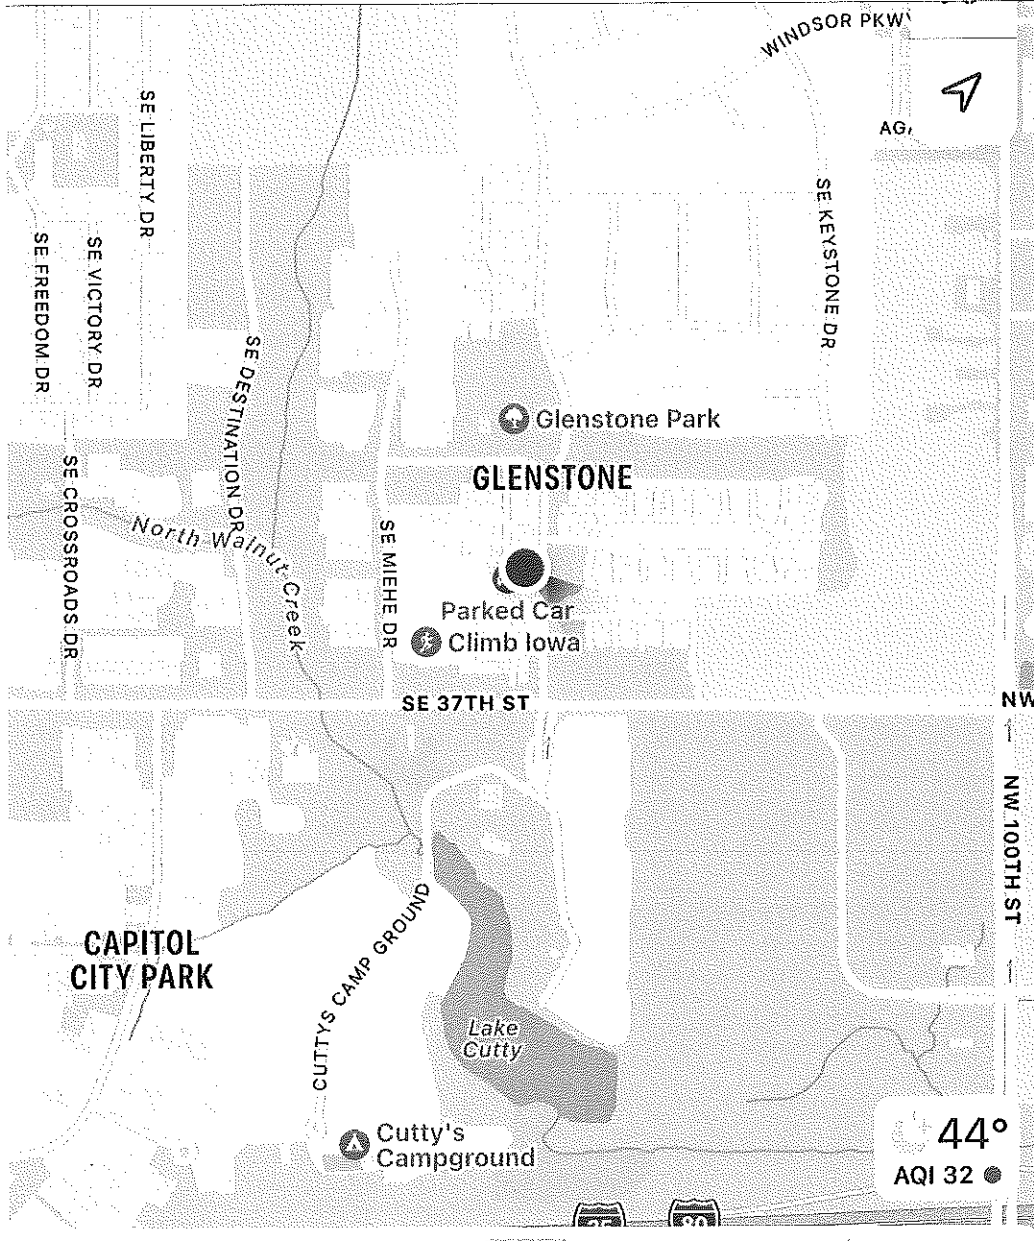 WINDSOR PKWY
AG
SE LIBERTY DR
SE KEYSTONE DR
SE FREEDOM DR
SE VICTORY DR
SE DESTINATION DR
Glenstone Park
GLENSTONE
SE CROSSROADS DR
North Walnut Creek
SE MIEHE DR
Parked Car
Climb Iowa
SE 37TH ST
NW
NW 100TH ST
CUTTYS CAMP GROUND
CAPITOL
CITY PARK
Lake
Cutty
Cutty's
Campground
44°
AQI 32
35
80